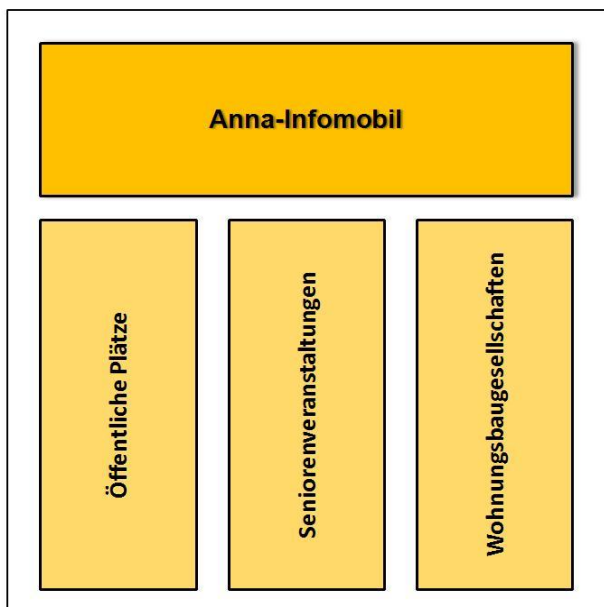 Anna-Infomobil
Öffentliche Plätze
Seniorenveranstaltungen
Wohnungsbaugesellschaften